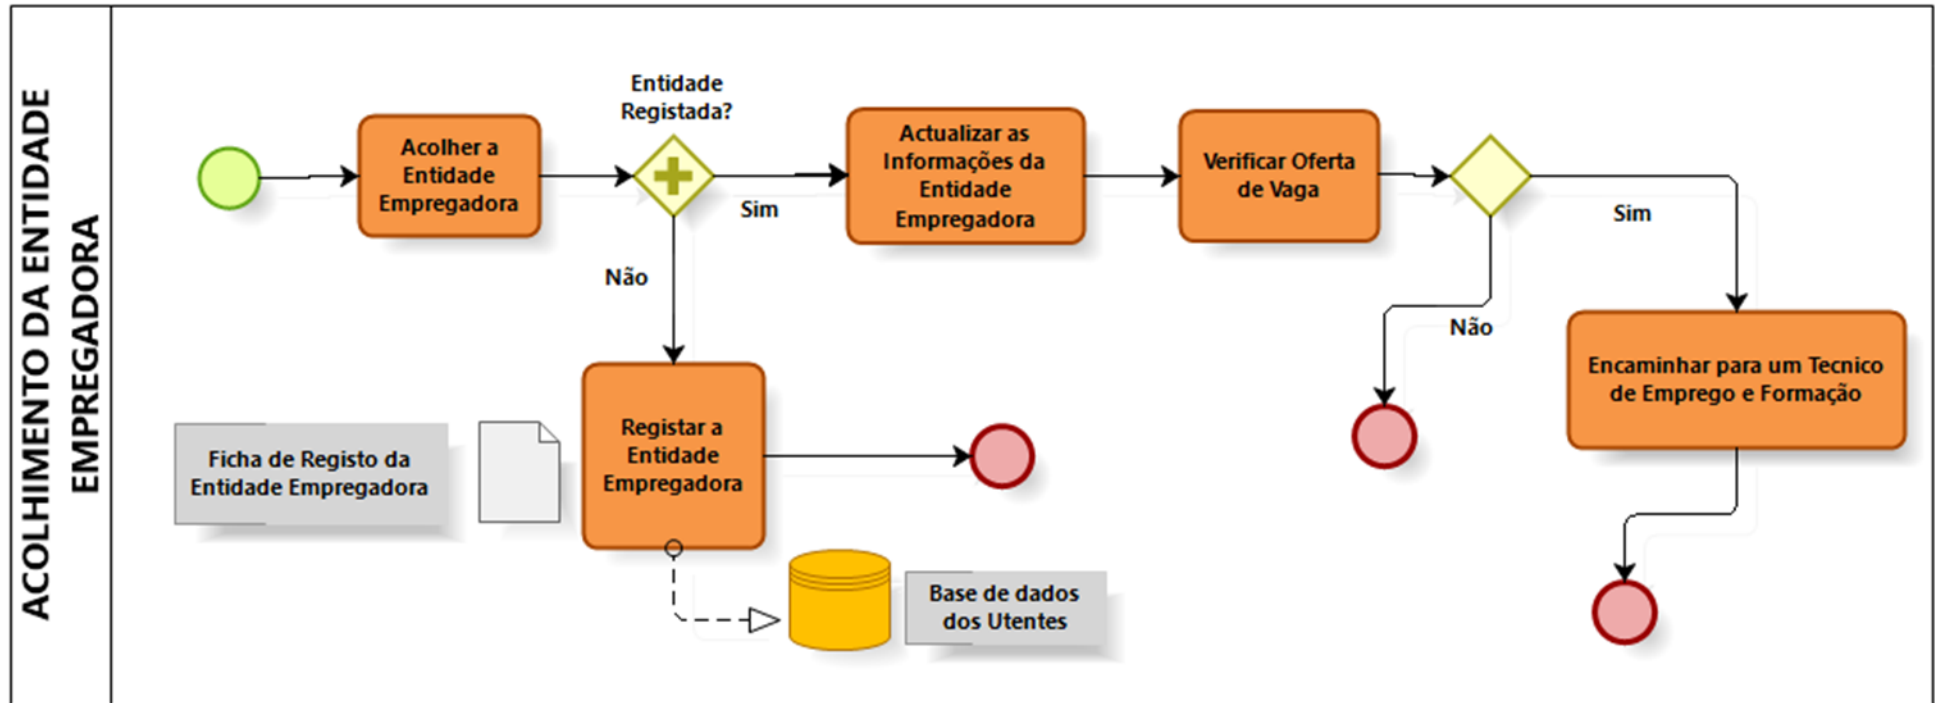 ACOLHIMENTO DA ENTIDADE
EMPREGADORA
Acolher a
Entidade
Empregadora
Entidade
Registada?
Sim
Não
Actualizar as
Informações da
Entidade
Empregadora
Verificar Oferta
de Vaga
Sim
Não
Encaminhar para um Tecnico
de Emprego e Formação
Ficha de Registo da
Entidade Empregadora
Registar a
Entidade
Empregadora
Base de dados
dos Utentes